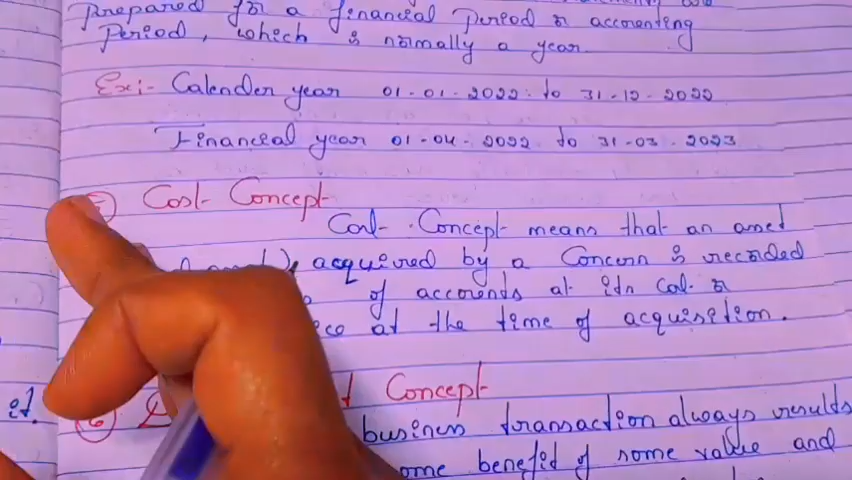 Prepared for a financial Period or accounting
Period, which is normally a year.
Ex:- Calender year 01-01-2022 to 31-12-2022
Financial year 01-04-2022 to 31-03-2023
Cost Concept
Cost Concept means that an asset
acquired by a Concern is recorded
of accounts at its Cost or
at the time of acquisition.
it.
6 Concept
business transaction always results
some benefit of some value and